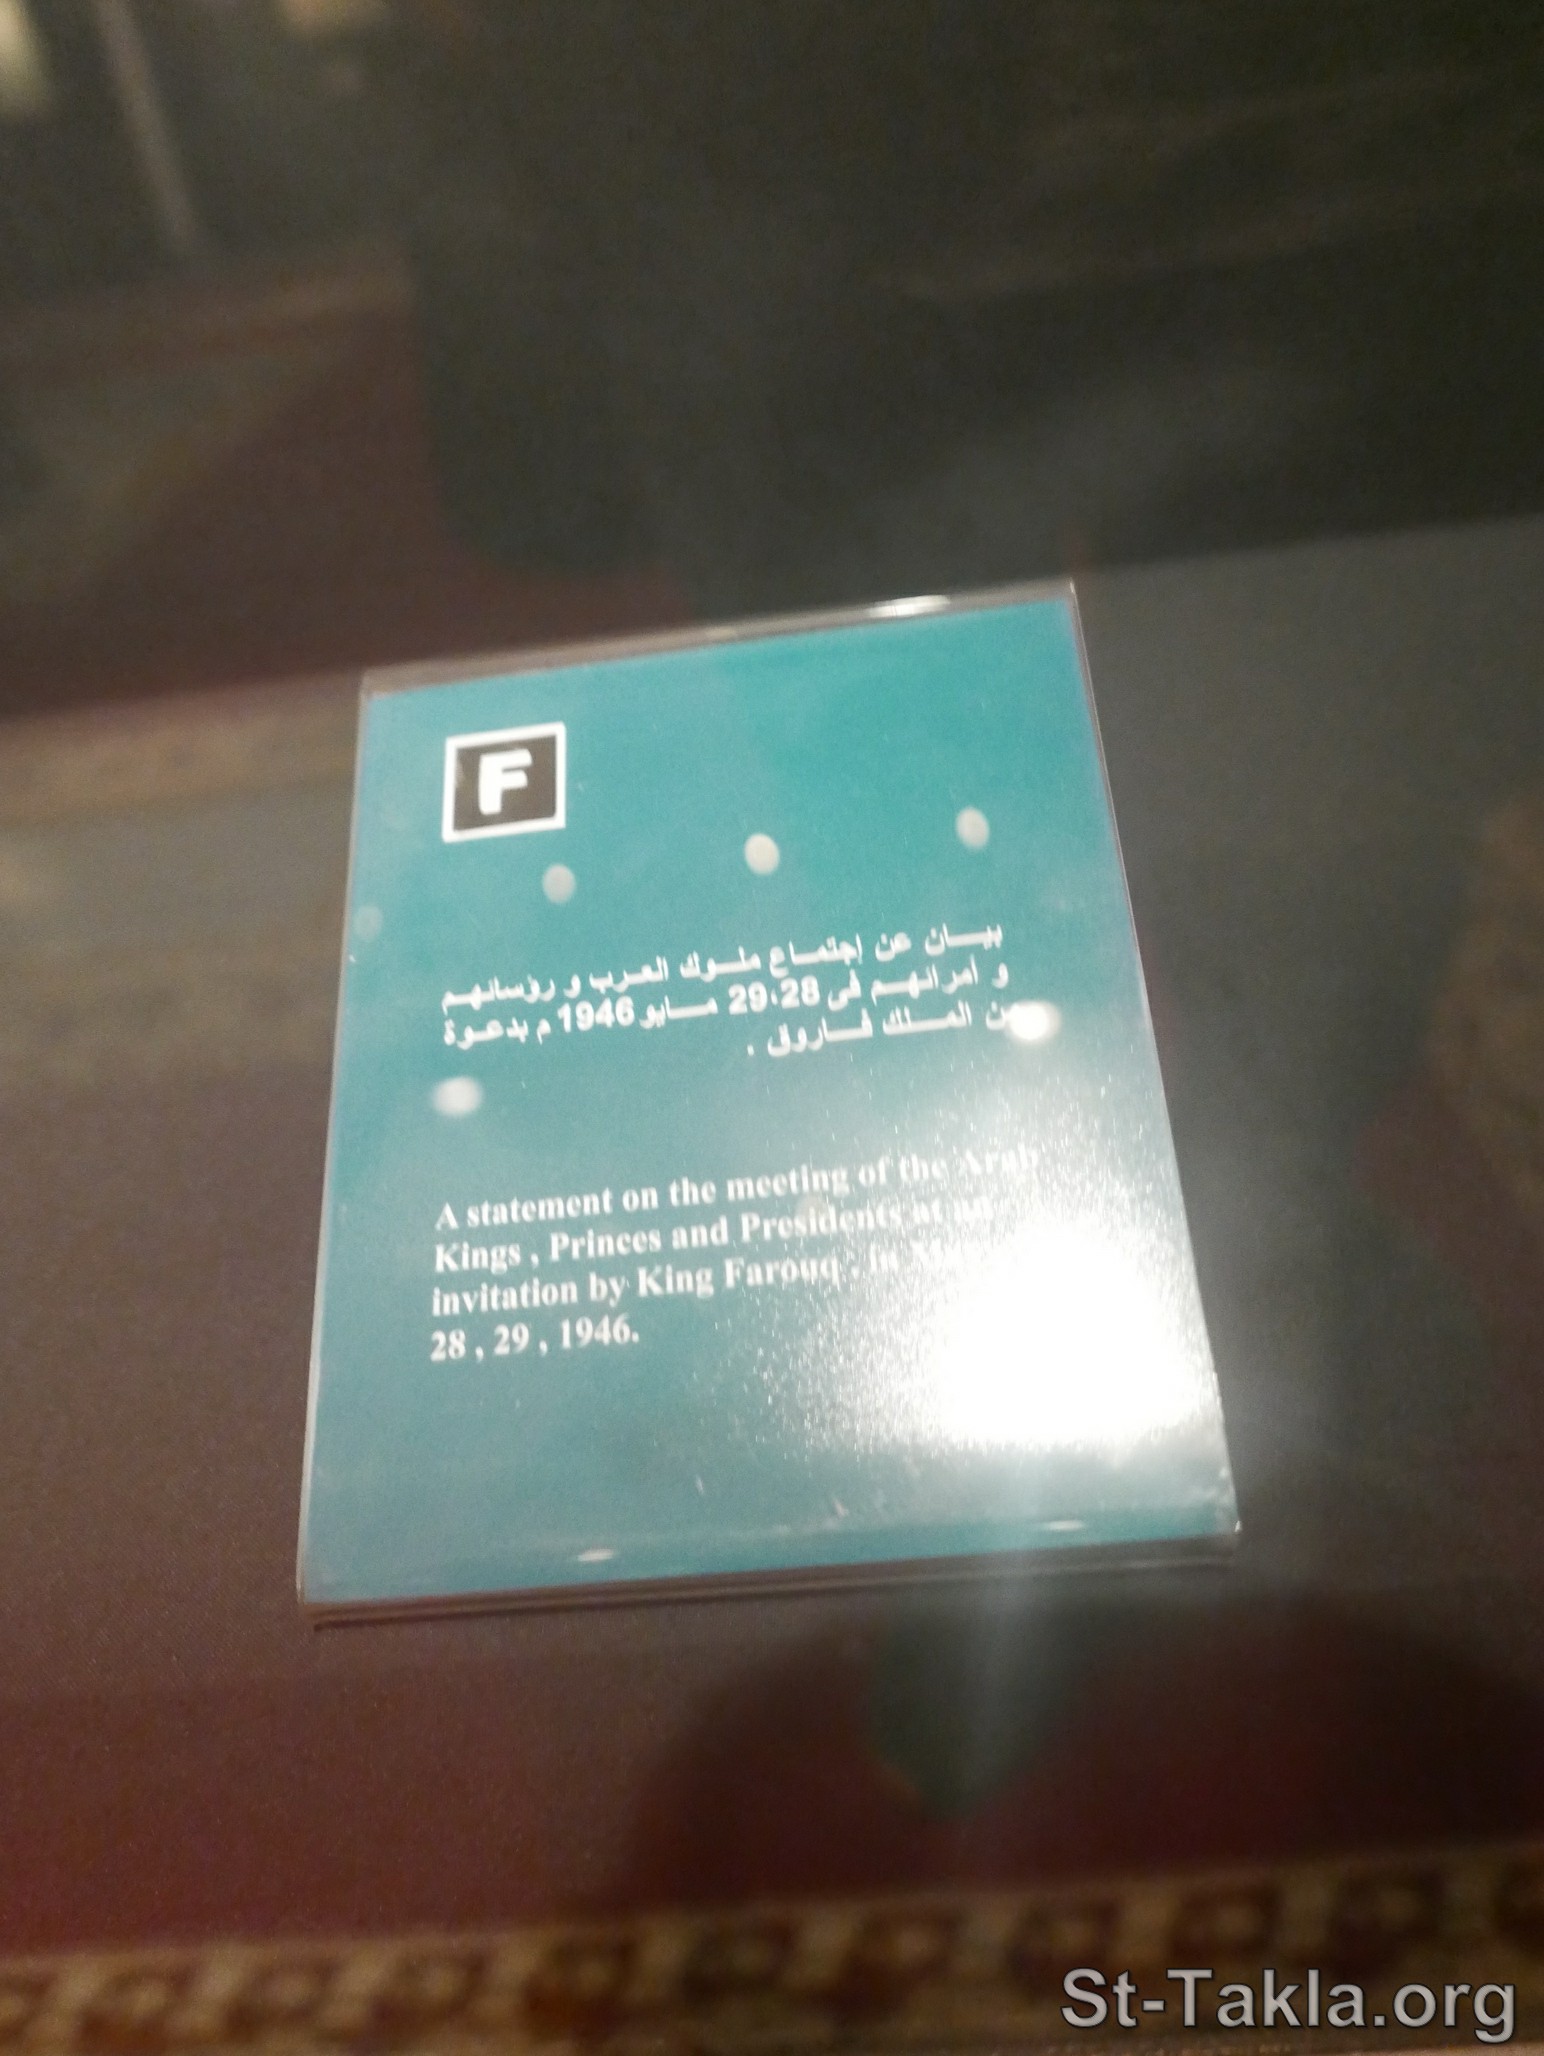 F
بيان عن إجتماع ملوك العرب و رؤسائهم
و أمرائهم فى 28،29 مايو 1946 م بدعوة
من الملك فاروق .
A statement on the meeting of the Arab
Kings , Princes and Presidents at an
invitation by King Farouq , in
28 , 29 , 1946.
St-Takla.org